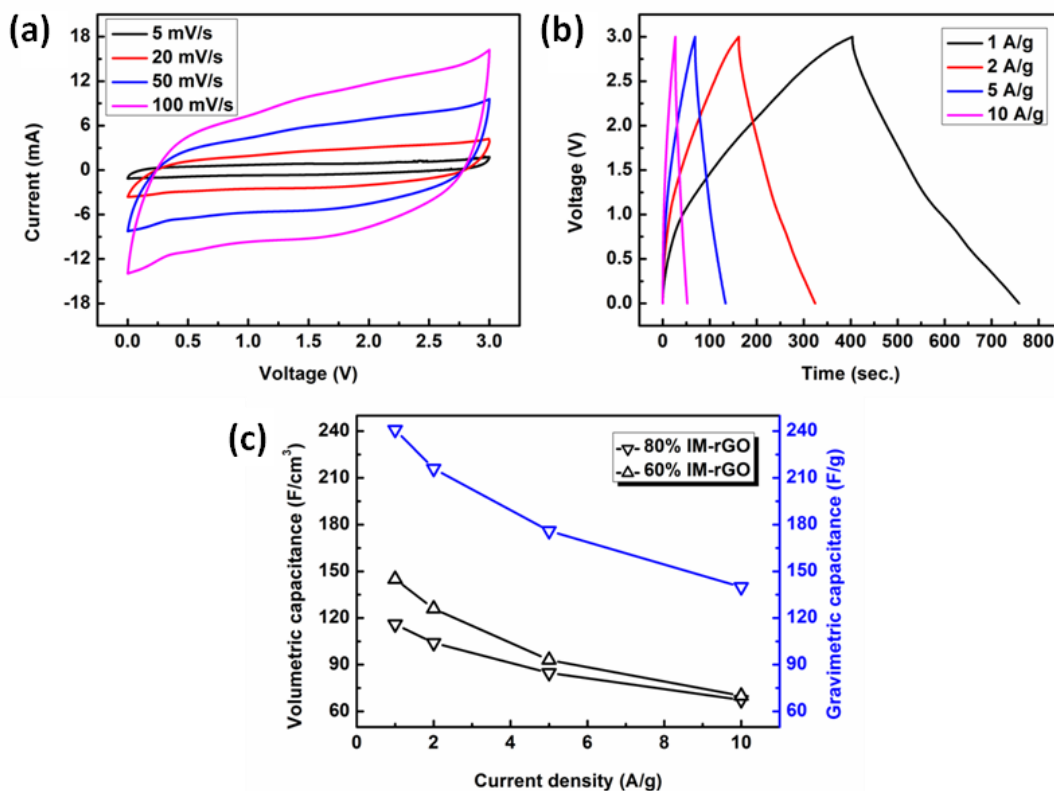 (a)
18
12
6
0
-6
-12
-18
Current (mA)
5 mV/s
20 mV/s
50 mV/s
100 mV/s
0.0 0.5 1.0 1.5 2.0 2.5 3.0
Voltage (V)
(b)
3.0
2.5
2.0
1.5
1.0
0.5
0.0
Voltage (V)
1 A/g
2 A/g
5 A/g
10 A/g
0 100 200 300 400 500 600 700 800
Time (sec.)
(c)
240
210
180
150
120
90
60
Volumetric capacitance (F/cm³)
80% IM-rGO
60% IM-rGO
240
210
180
150
120
90
60
Gravimetric capacitance (F/g)
0 2 4 6 8 10
Current density (A/g)